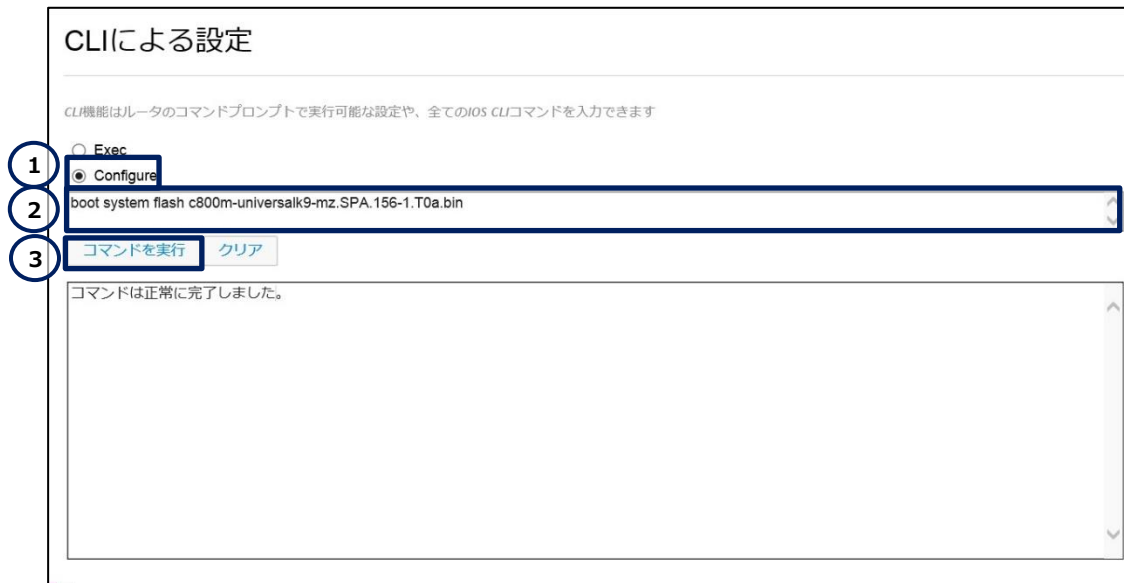 CLIによる設定
CLI機能はルータのコマンドプロンプトで実行可能な設定や、全てのIOS CLIコマンドを入力できます
Exec
1
Configure
2
boot system flash c800m-universalk9-mz.SPA.156-1.T0a.bin
3
コマンドを実行 クリア
コマンドは正常に完了しました。